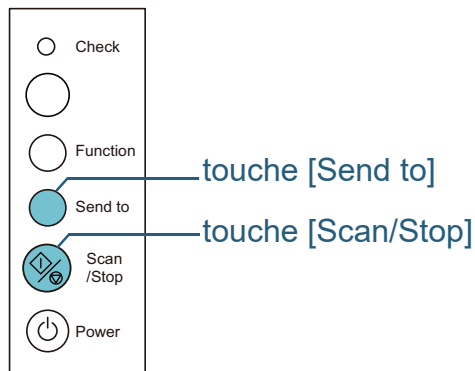 Check
Function
touche [Send to]
Send to
touche [Scan/Stop]
Scan
/Stop
Power